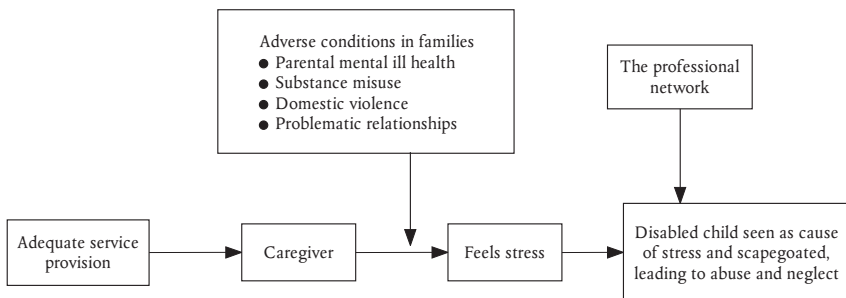 Adverse conditions in families
● Parental mental ill health
● Substance misuse
● Domestic violence
● Problematic relationships
The professional
network
Adequate service
provision
Caregiver
Feels stress
Disabled child seen as cause
of stress and scapegoated,
leading to abuse and neglect